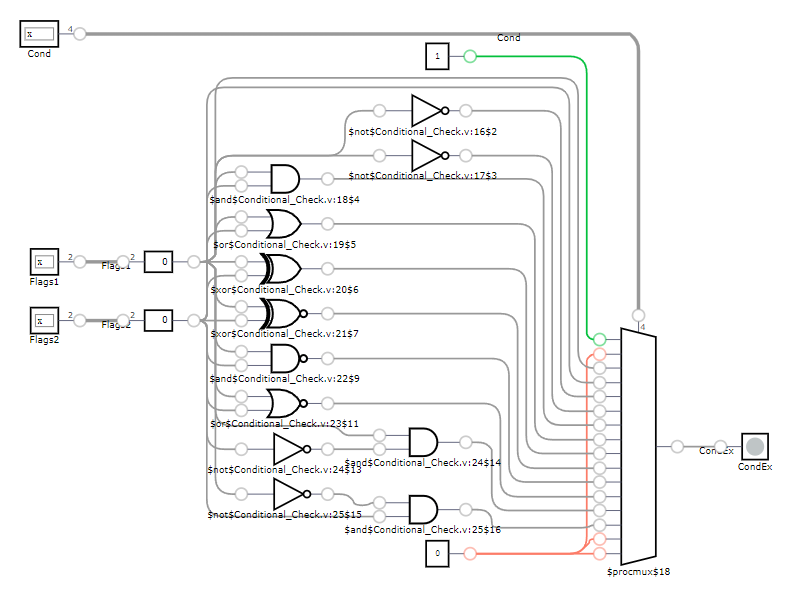 x
4
Cond
Cond
1
$not$Conditional_Check.v:16$2
$not$Conditional_Check.v:17$3
$and$Conditional_Check.v:18$4
$or$Conditional_Check.v:19$5
x
2
Flags1
2
0
Flags1
$xor$Conditional_Check.v:20$6
x
2
Flags2
2
0
Flags2
4
$xor$Conditional_Check.v:21$7
$and$Conditional_Check.v:22$9
$or$Conditional_Check.v:23$11
$not$Conditional_Check.v:24$13
$and$Conditional_Check.v:24$14
CondEx
CondEx
$not$Conditional_Check.v:25$15
$and$Conditional_Check.v:25$16
0
$procmux$18